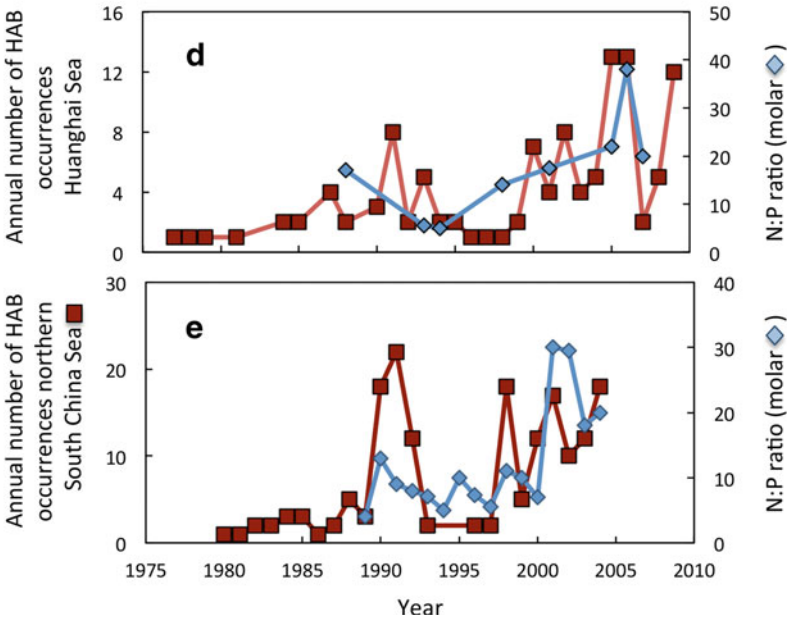 Annual number of HAB
occurrences
Huanghai Sea
16
12
8
4
0
d
50
40
30
20
10
0
N:P ratio (molar )
Annual number of HAB
occurrences northern
South China Sea
30
20
10
0
e
40
30
20
10
0
N:P ratio (molar )
1975 1980 1985 1990 1995 2000 2005 2010
Year